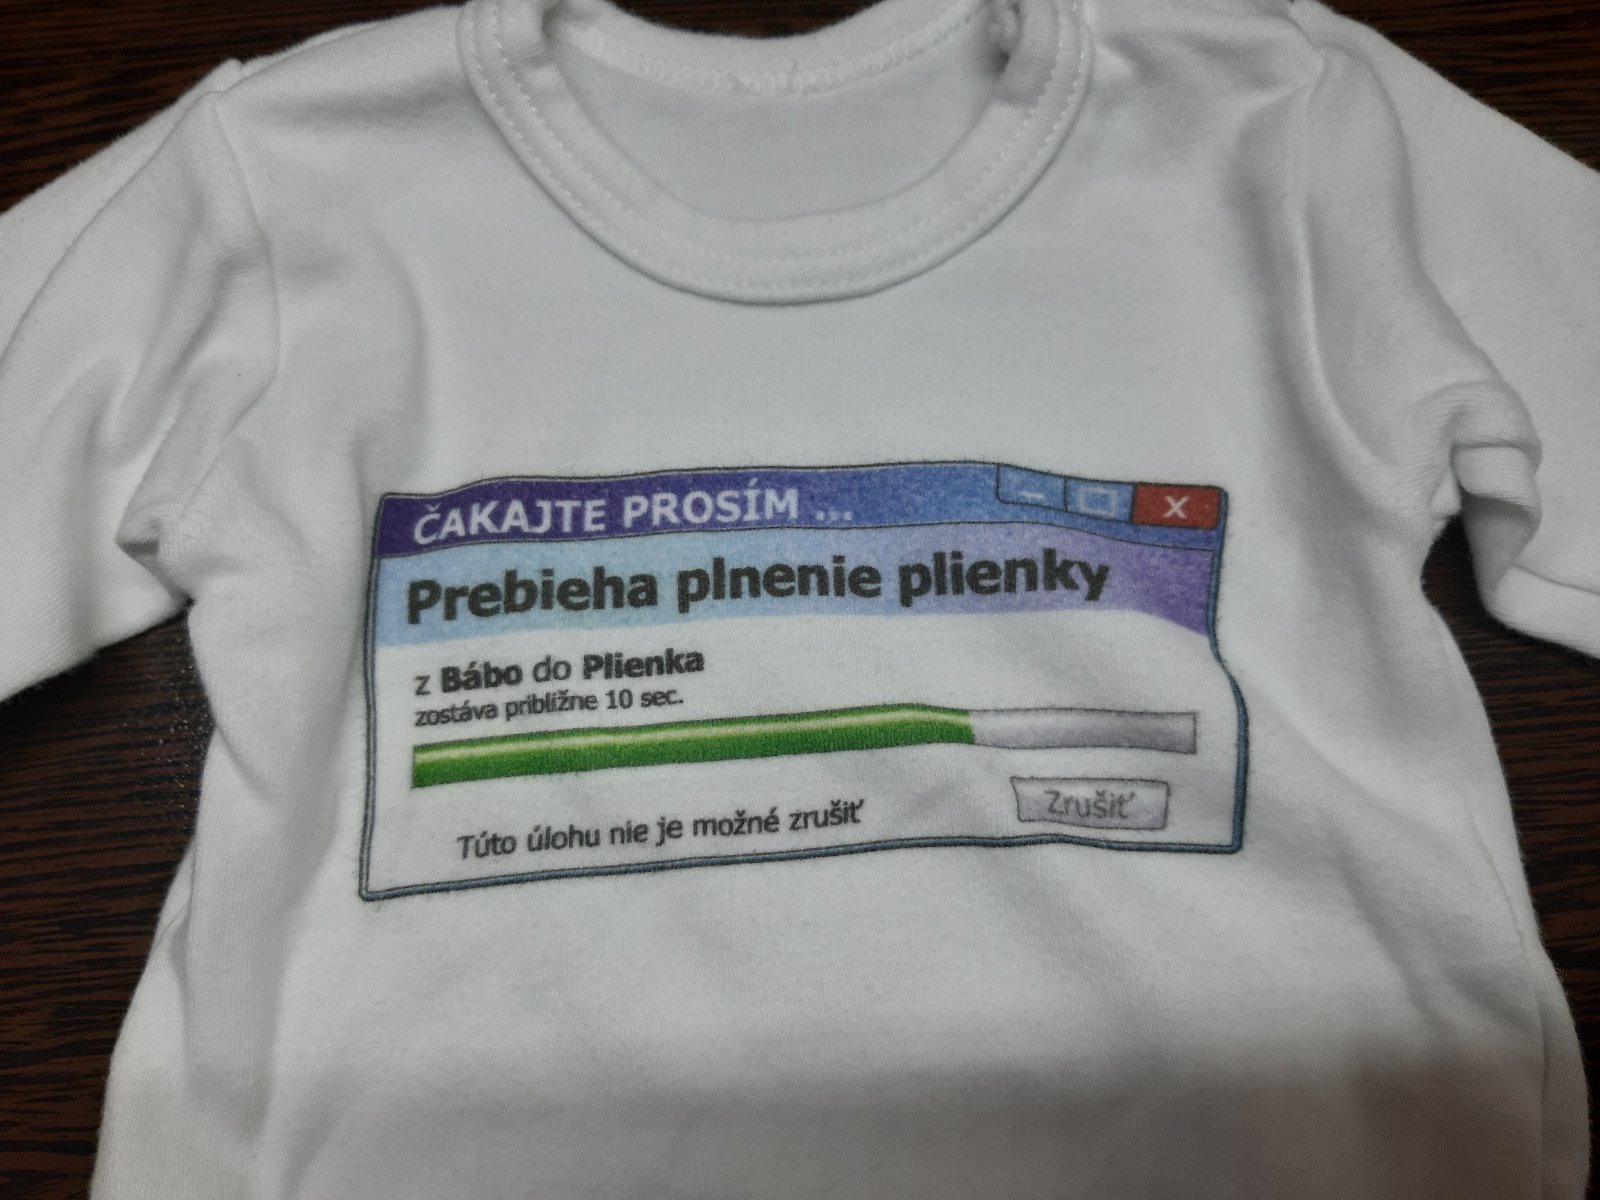 ČAKAJTE PROSÍM ...
X
Prebieha plnenie plienky
z Bábo do Plienka
zostáva približne 10 sec.
Túto úlohu nie je možné zrušiť
Zrušiť